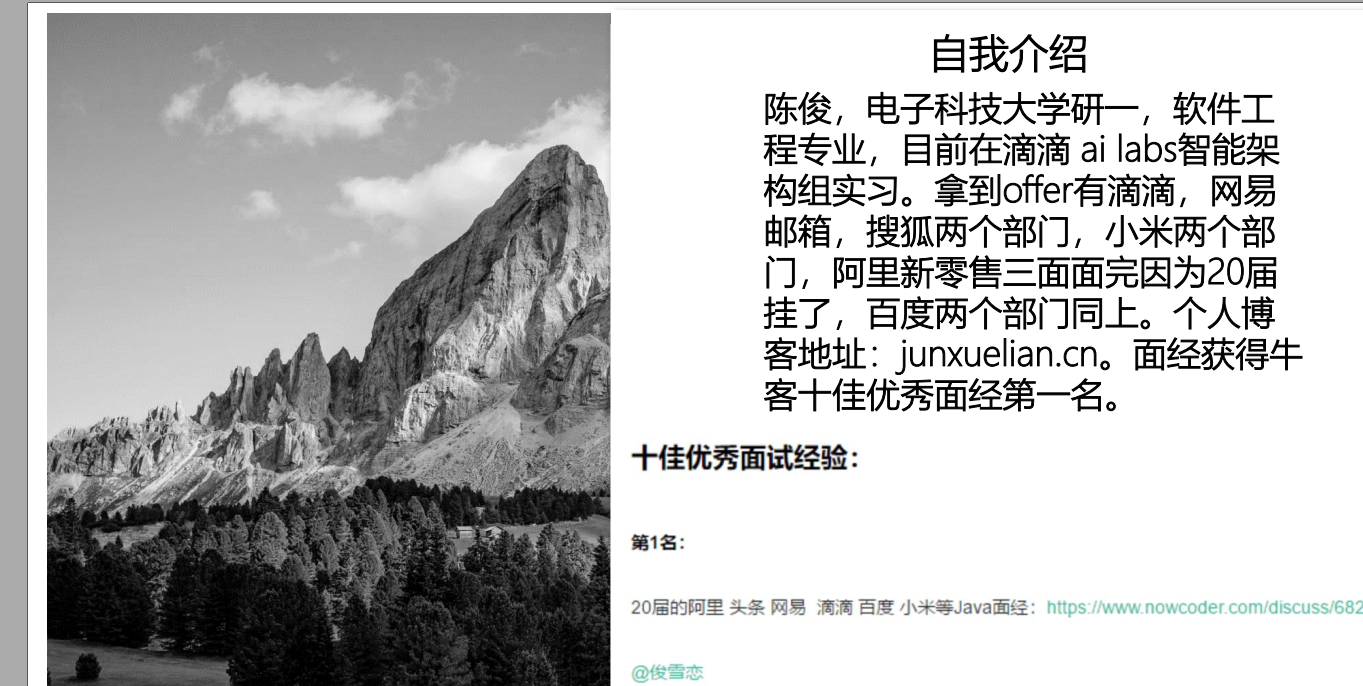 自我介绍
陈俊，电子科技大学研一，软件工
程专业，目前在滴滴 ai labs智能架
构组实习。拿到offer有滴滴，网易
邮箱，搜狐两个部门，小米两个部
门，阿里新零售三面面完因为20届
挂了，百度两个部门同上。个人博
客地址：junxuelian.cn。面经获得牛
客十佳优秀面经第一名。
十佳优秀面试经验：
第1名：
20届的阿里 头条 网易 滴滴 百度 小米等Java面经：https://www.nowcoder.com/discuss/682
@俊雪恋